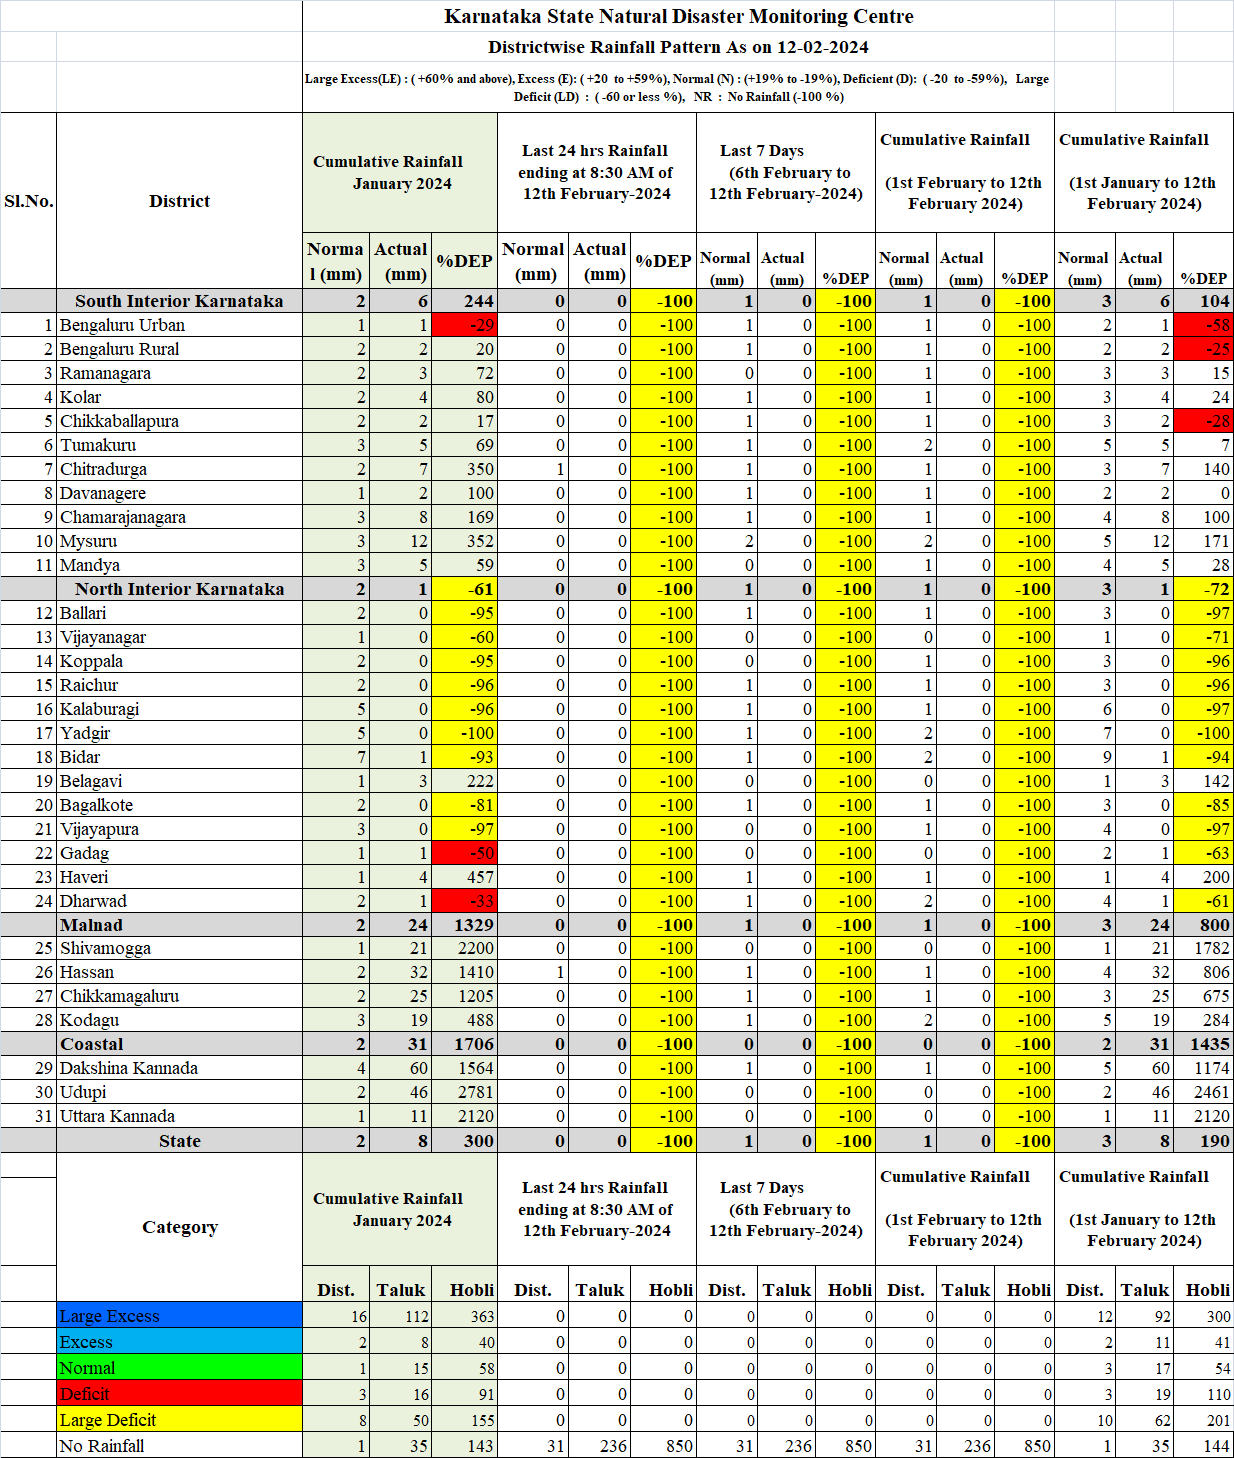 Karnataka State Natural Disaster Monitoring Centre
Districtwise Rainfall Pattern As on 12-02-2024
Large Excess(LE) : ( +60% and above), Excess (E): ( +20 to +59%), Normal (N) : (+19% to -19%), Deficient (D): ( -20 to -59%), Large
Deficit (LD) : ( -60 or less %), NR : No Rainfall (-100 %)
Sl.No. District Cumulative Rainfall January 2024 Last 24 hrs Rainfall ending at 8:30 AM of 12th February-2024 Last 7 Days (6th February to 12th February-2024) Cumulative Rainfall (1st February to 12th February 2024) Cumulative Rainfall (1st January to 12th February 2024)
Normal (mm) Actual (mm) %DEP Normal (mm) Actual (mm) %DEP Normal (mm) Actual (mm) %DEP Normal (mm) Actual (mm) %DEP Normal (mm) Actual (mm) %DEP
South Interior Karnataka 2 6 244 0 0 -100 1 0 -100 1 0 -100 3 6 104
1 Bengaluru Urban 1 1 -29 0 0 -100 1 0 -100 1 0 -100 2 1 -58
2 Bengaluru Rural 2 2 20 0 0 -100 1 0 -100 1 0 -100 2 2 -25
3 Ramanagara 2 3 72 0 0 -100 0 0 -100 1 0 -100 3 3 15
4 Kolar 2 4 80 0 0 -100 1 0 -100 1 0 -100 3 4 24
5 Chikkaballapura 2 2 17 0 0 -100 1 0 -100 1 0 -100 3 2 -28
6 Tumakuru 3 5 69 0 0 -100 1 0 -100 2 0 -100 5 5 7
7 Chitradurga 2 7 350 1 0 -100 1 0 -100 1 0 -100 3 7 140
8 Davanagere 1 2 100 0 0 -100 1 0 -100 1 0 -100 2 2 0
9 Chamarajanagara 3 8 169 0 0 -100 1 0 -100 1 0 -100 4 8 100
10 Mysuru 3 12 352 0 0 -100 2 0 -100 2 0 -100 5 12 171
11 Mandya 3 5 59 0 0 -100 0 0 -100 1 0 -100 4 5 28
North Interior Karnataka 2 1 -61 0 0 -100 1 0 -100 1 0 -100 3 1 -72
12 Ballari 2 0 -95 0 0 -100 1 0 -100 1 0 -100 3 0 -97
13 Vijayanagar 1 0 -60 0 0 -100 0 0 -100 0 0 -100 1 0 -71
14 Koppala 2 0 -95 0 0 -100 0 0 -100 1 0 -100 3 0 -96
15 Raichur 2 0 -96 0 0 -100 1 0 -100 1 0 -100 3 0 -96
16 Kalaburagi 5 0 -96 0 0 -100 1 0 -100 1 0 -100 6 0 -97
17 Yadgir 5 0 -100 0 0 -100 1 0 -100 2 0 -100 7 0 -100
18 Bidar 7 1 -93 0 0 -100 1 0 -100 2 0 -100 9 1 -94
19 Belagavi 1 3 222 0 0 -100 0 0 -100 0 0 -100 1 3 142
20 Bagalkote 2 0 -81 0 0 -100 1 0 -100 1 0 -100 3 0 -85
21 Vijayapura 3 0 -97 0 0 -100 0 0 -100 1 0 -100 4 0 -97
22 Gadag 1 1 -50 0 0 -100 0 0 -100 0 0 -100 2 1 -63
23 Haveri 1 4 457 0 0 -100 1 0 -100 1 0 -100 1 4 200
24 Dharwad 2 1 -33 0 0 -100 1 0 -100 2 0 -100 4 1 -61
Malnad 2 24 1329 0 0 -100 1 0 -100 1 0 -100 3 24 800
25 Shivamogga 1 21 2200 0 0 -100 0 0 -100 0 0 -100 1 21 1782
26 Hassan 2 32 1410 1 0 -100 1 0 -100 1 0 -100 4 32 806
27 Chikkamagaluru 2 25 1205 0 0 -100 1 0 -100 1 0 -100 3 25 675
28 Kodagu 3 19 488 0 0 -100 1 0 -100 2 0 -100 5 19 284
Coastal 2 31 1706 0 0 -100 0 0 -100 0 0 -100 2 31 1435
29 Dakshina Kannada 4 60 1564 0 0 -100 1 0 -100 1 0 -100 5 60 1174
30 Udupi 2 46 2781 0 0 -100 0 0 -100 0 0 -100 2 46 2461
31 Uttara Kannada 1 11 2120 0 0 -100 0 0 -100 0 0 -100 1 11 2120
State 2 8 300 0 0 -100 1 0 -100 1 0 -100 3 8 190
Category Cumulative Rainfall January 2024 Last 24 hrs Rainfall ending at 8:30 AM of 12th February-2024 Last 7 Days (6th February to 12th February-2024) Cumulative Rainfall (1st February to 12th February 2024) Cumulative Rainfall (1st January to 12th February 2024)
Dist. Taluk Hobli Dist. Taluk Hobli Dist. Taluk Hobli Dist. Taluk Hobli Dist. Taluk Hobli
Large Excess 16 112 363 0 0 0 0 0 0 0 0 0 12 92 300
Excess 2 8 40 0 0 0 0 0 0 0 0 0 2 11 41
Normal 1 15 58 0 0 0 0 0 0 0 0 0 3 17 54
Deficit 3 16 91 0 0 0 0 0 0 0 0 0 3 19 110
Large Deficit 8 50 155 0 0 0 0 0 0 0 0 0 10 62 201
No Rainfall 1 35 143 31 236 850 31 236 850 31 236 850 1 35 144